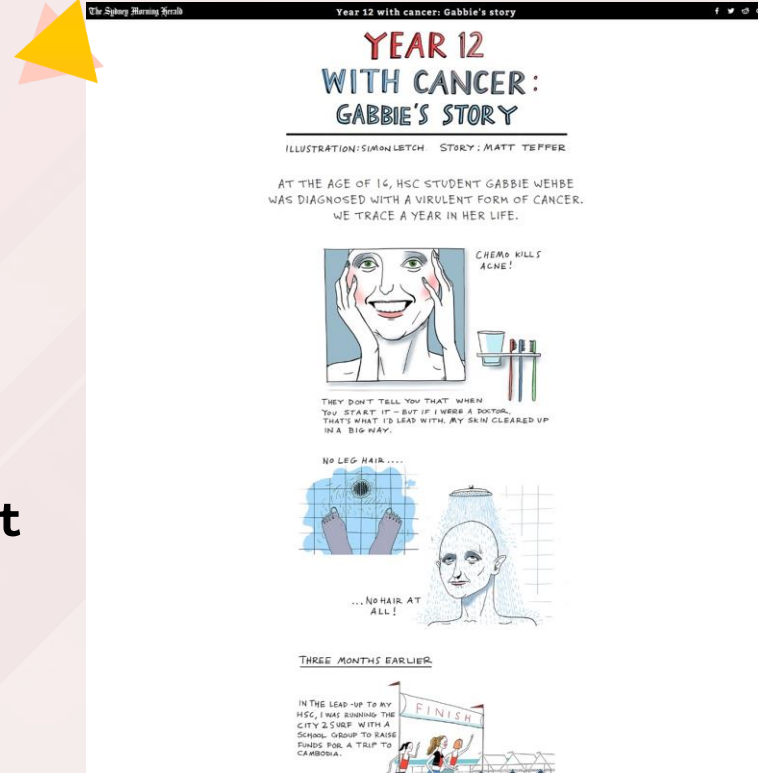 The Sydney Morning Herald
Year 12 with cancer: Gabbie's story
YEAR 12
WITH CANCER:
GABBIE'S STORY
ILLUSTRATION: SIMON LETCH STORY: MATT TEFFER
AT THE AGE OF 16, HSC STUDENT GABBIE WEHBE
WAS DIAGNOSED WITH A VIRULENT FORM OF CANCER.
WE TRACE A YEAR IN HER LIFE.
CHEMO KILLS
ACNE!
THEY DON'T TELL YOU THAT WHEN
YOU START IT – BUT IF I WERE A DOCTOR,
THAT'S WHAT I'D LEAD WITH. MY SKIN CLEARED UP
IN A BIG WAY.
NO LEG HAIR....
t
...NO HAIR AT
ALL!
THREE MONTHS EARLIER
IN THE LEAD-UP TO MY
HSC, I WAS RUNNING THE
CITY 2 SURF WITH A
SCHOOL GROUP TO RAISE
FUNDS FOR A TRIP TO
CAMBODIA.
FINISH